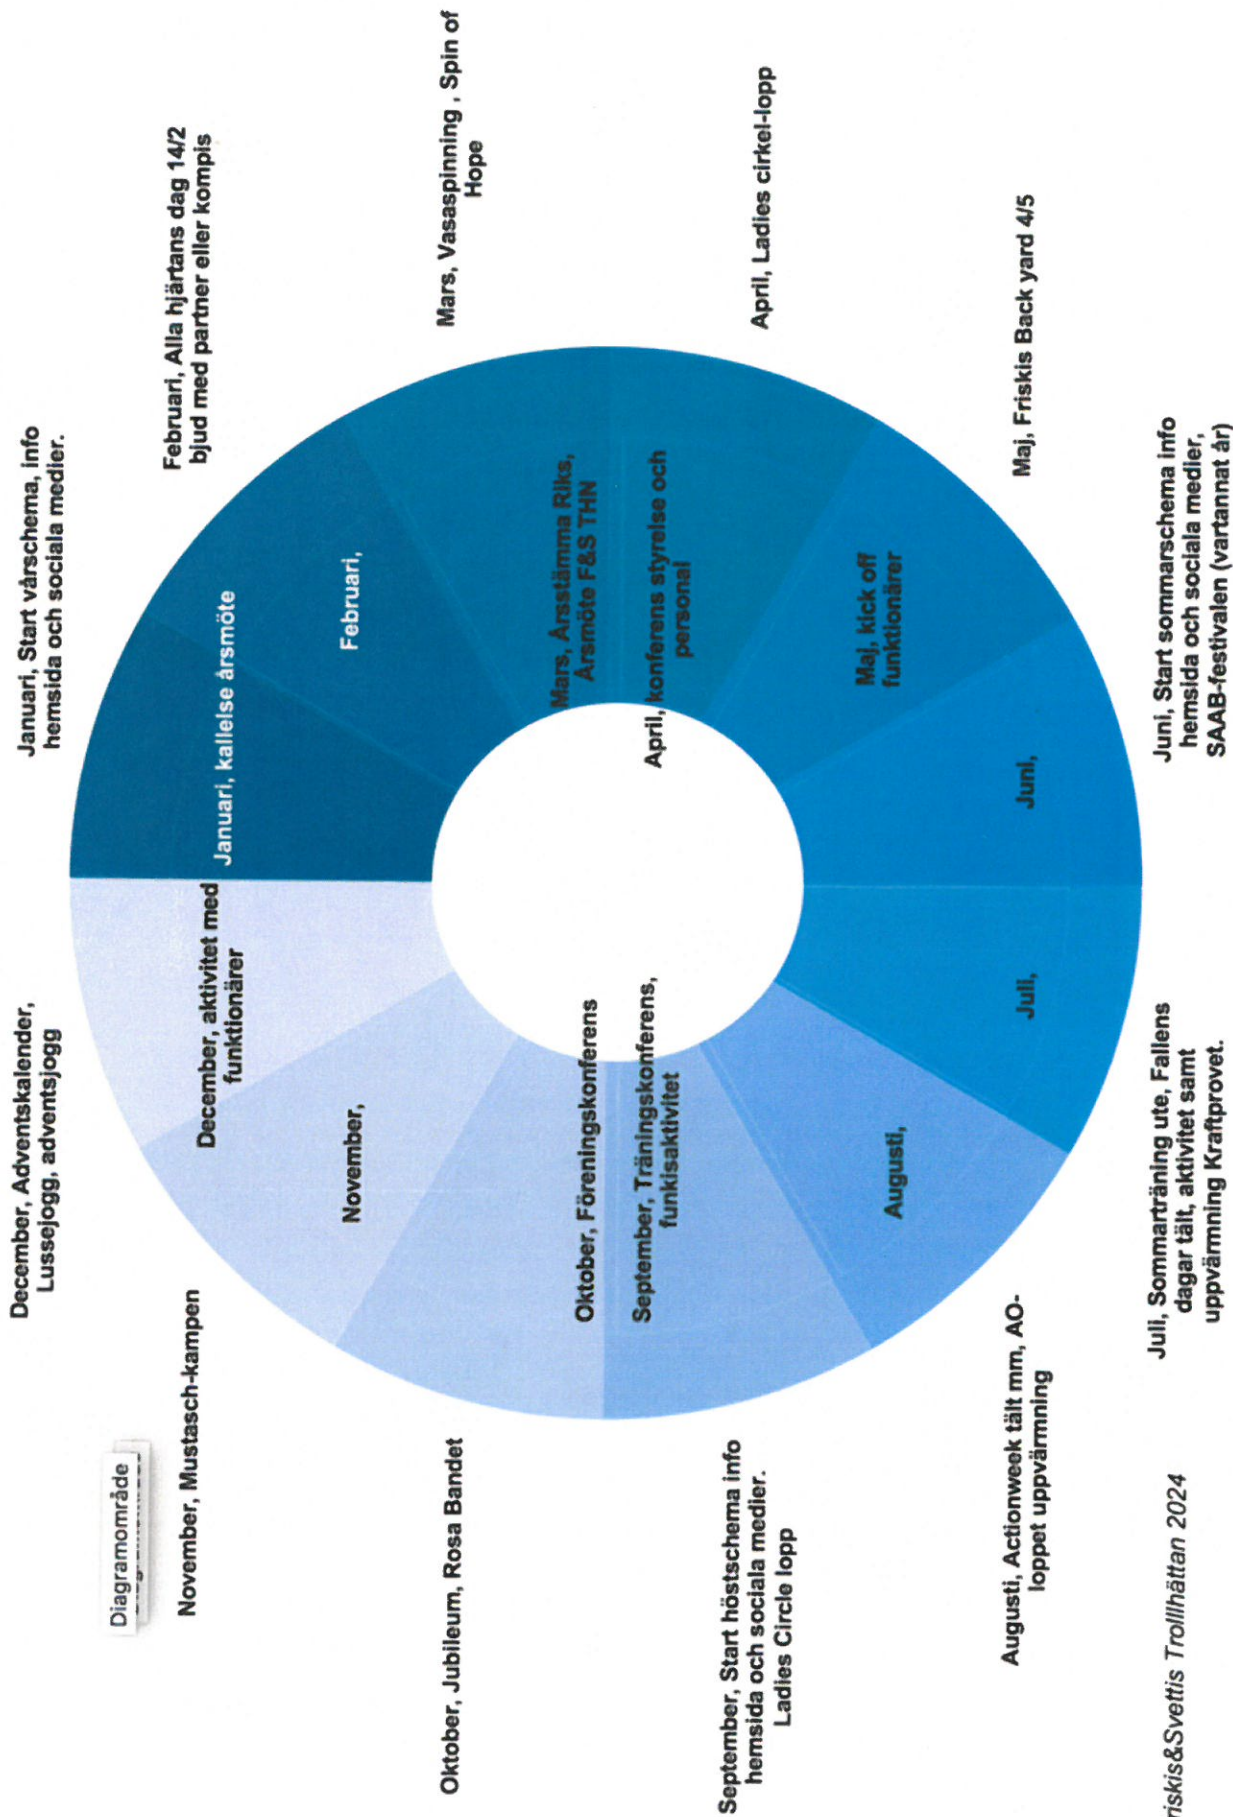 Januari, Start vårschema, info
hemsida och sociala medier.
Februari, Alla hjärtans dag 14/2
bjud med partner eller kompis
Mars, Vasaspinning , Spin of
Hope
April, Ladies cirkel-lopp
Maj, Friskis Back yard 4/5
Juni, Start sommarschema info
hemsida och sociala medier,
SAAB-festivalen (vartannat år)
Juli, Sommarträning ute, Fallens
dagar tält, aktivitet samt
uppvärmning Kraftprovet.
Augusti, Actionweek tält mm, AO-
loppet uppvärmning
September, Start höstschema info
hemsida och sociala medier.
Ladies Circle lopp
Oktober, Jubileum, Rosa Bandet
November, Mustasch-kampen
December, Adventskalender,
Lussejogg, adventsjogg
Diagramområde
Januari, kallelse årsmöte
Februari,
Mars, Årsstämma Riks,
Årsmöte F&S THN
April, konferens styrelse och
personal
Maj, kick off
funktionärer
Juni,
Juli,
Augusti,
September, Träningskonferens,
funkisaktivitet
Oktober, Föreningskonferens
November,
December, aktivitet med
funktionärer
riskis&Svettis Trolllhättan 2024